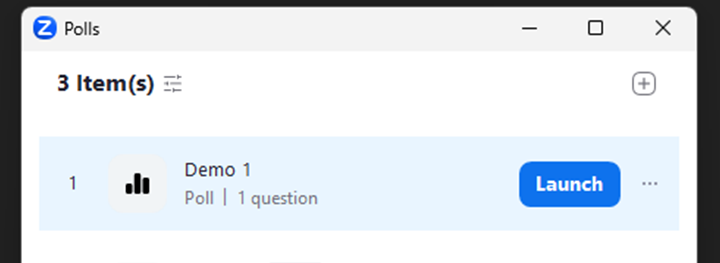 Polls
3 Item(s)
1
Demo 1
Poll | 1 question
Launch